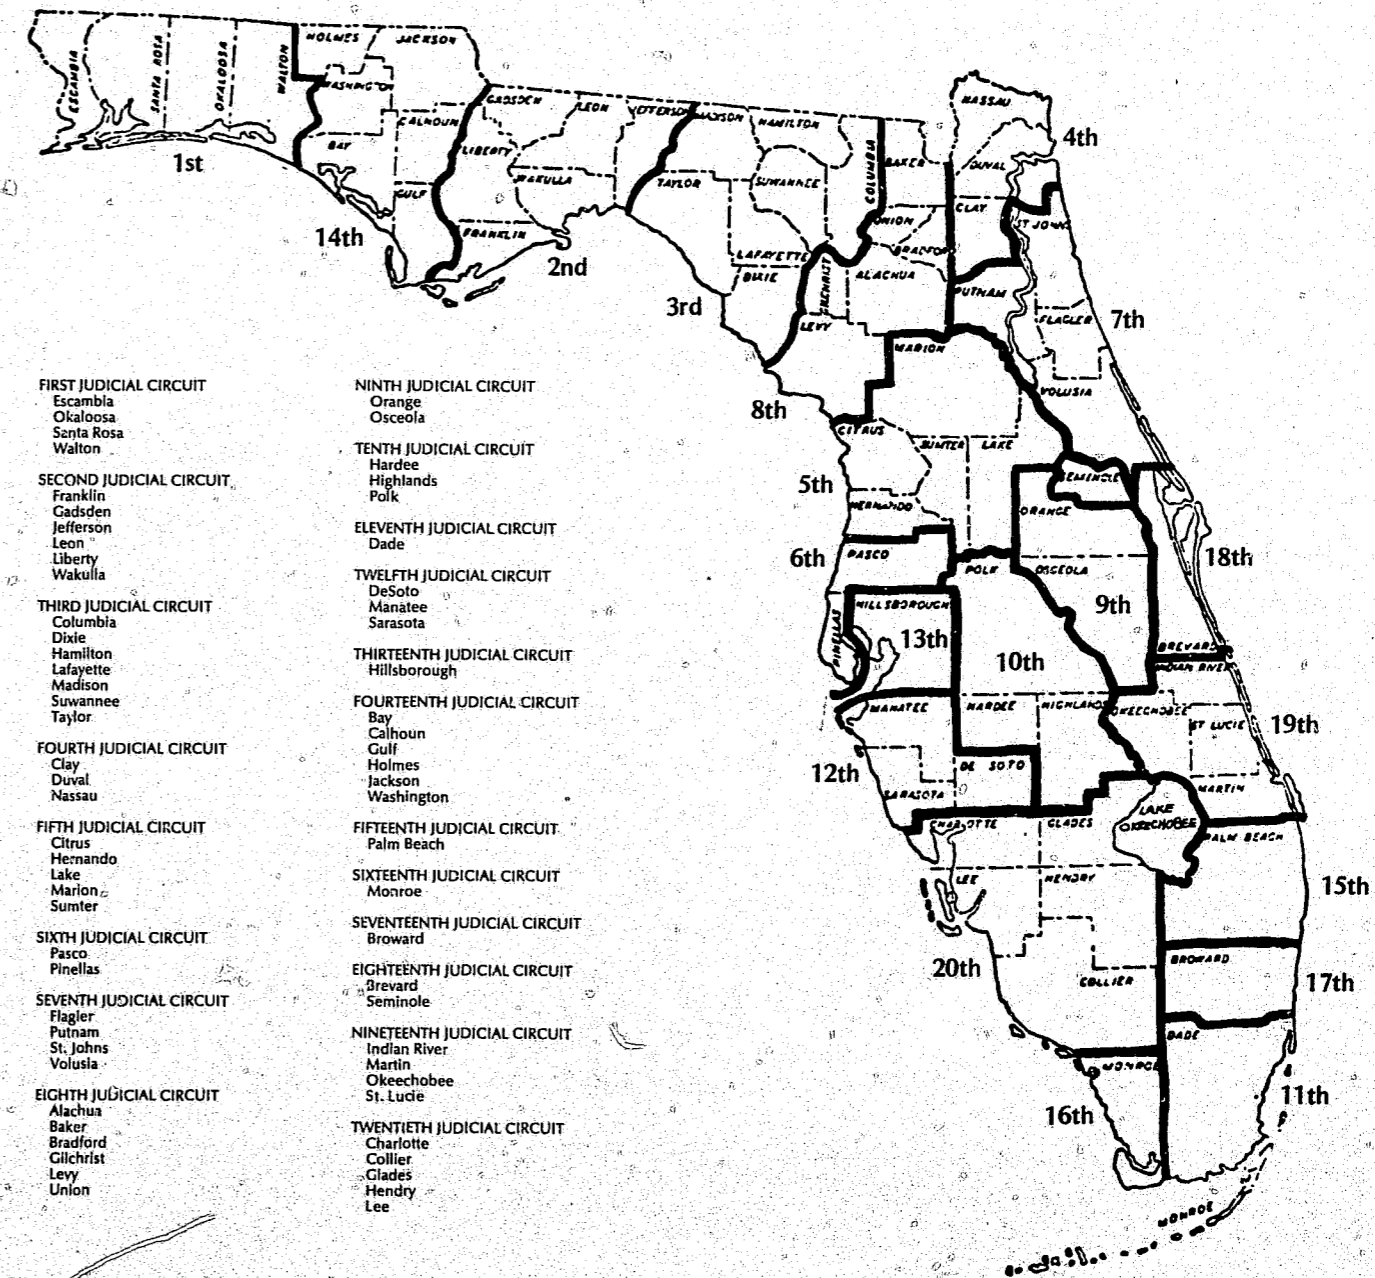 HOLMES
JACKSON
ESCAMBIA
SANTA ROSA
OKALOOSA
WALTON
WASHINGTON
GADSDEN
LEON
JEFFERSON
MADISON
HAMILTON
NASSAU
CALHOUN
BAY
LIBERTY
COLUMBIA
BAKER
DUVAL
4th
1st
GULF
WAKULLA
TAYLOR
SUWANNEE
CLAY
ST JOHNS
14th
FRANKLIN
2nd
UNION
BRADFORD
LAFAYETTE
DIXIE
GILCHRIST
ALACHUA
PUTNAM
3rd
LEVY
FLAGLER
7th
MARION
VOLUSIA
8th
CITRUS
SUMTER
LAKE
5th
SEMINOLE
HERNANDO
ORANGE
6th
PASCO
POLK
OSCEOLA
18th
PINELLAS
HILLSBOROUGH
13th
9th
10th
BREVARD
INDIAN RIVER
MANATEE
HARDEE
HIGHLANDS
OKEECHOBEE
ST LUCIE
19th
12th
DE SOTO
SARASOTA
MARTIN
CHARLOTTE
GLADES
LAKE
OKEECHOBEE
PALM BEACH
LEE
HENDRY
15th
20th
COLLIER
BROWARD
17th
DADE
MONROE
16th
11th
MONROE
FIRST JUDICIAL CIRCUIT
Escambia
Okaloosa
Santa Rosa
Walton
SECOND JUDICIAL CIRCUIT
Franklin
Gadsden
Jefferson
Leon
Liberty
Wakulla
THIRD JUDICIAL CIRCUIT
Columbia
Dixie
Hamilton
Lafayette
Madison
Suwannee
Taylor
FOURTH JUDICIAL CIRCUIT
Clay
Duval
Nassau
FIFTH JUDICIAL CIRCUIT
Citrus
Hernando
Lake
Marion
Sumter
SIXTH JUDICIAL CIRCUIT
Pasco
Pinellas
SEVENTH JUDICIAL CIRCUIT
Flagler
Putnam
St. Johns
Volusia
EIGHTH JUDICIAL CIRCUIT
Alachua
Baker
Bradford
Gilchrist
Levy
Union
NINTH JUDICIAL CIRCUIT
Orange
Osceola
TENTH JUDICIAL CIRCUIT
Hardee
Highlands
Polk
ELEVENTH JUDICIAL CIRCUIT
Dade
TWELFTH JUDICIAL CIRCUIT
DeSoto
Manatee
Sarasota
THIRTEENTH JUDICIAL CIRCUIT
Hillsborough
FOURTEENTH JUDICIAL CIRCUIT
Bay
Calhoun
Gulf
Holmes
Jackson
Washington
FIFTEENTH JUDICIAL CIRCUIT
Palm Beach
SIXTEENTH JUDICIAL CIRCUIT
Monroe
SEVENTEENTH JUDICIAL CIRCUIT
Broward
EIGHTEENTH JUDICIAL CIRCUIT
Brevard
Seminole
NINETEENTH JUDICIAL CIRCUIT
Indian River
Martin
Okeechobee
St. Lucie
TWENTIETH JUDICIAL CIRCUIT
Charlotte
Collier
Glades
Hendry
Lee